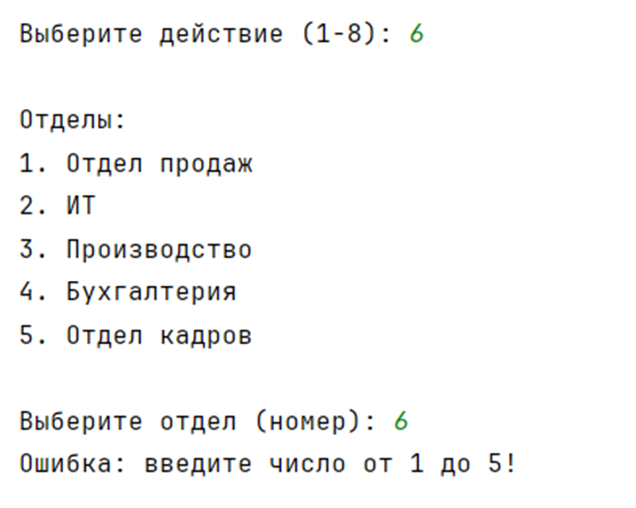 Выберите действие (1-8): 6
Отделы:
1. Отдел продаж
2. ИТ
3. Производство
4. Бухгалтерия
5. Отдел кадров
Выберите отдел (номер): 6
Ошибка: введите число от 1 до 5!